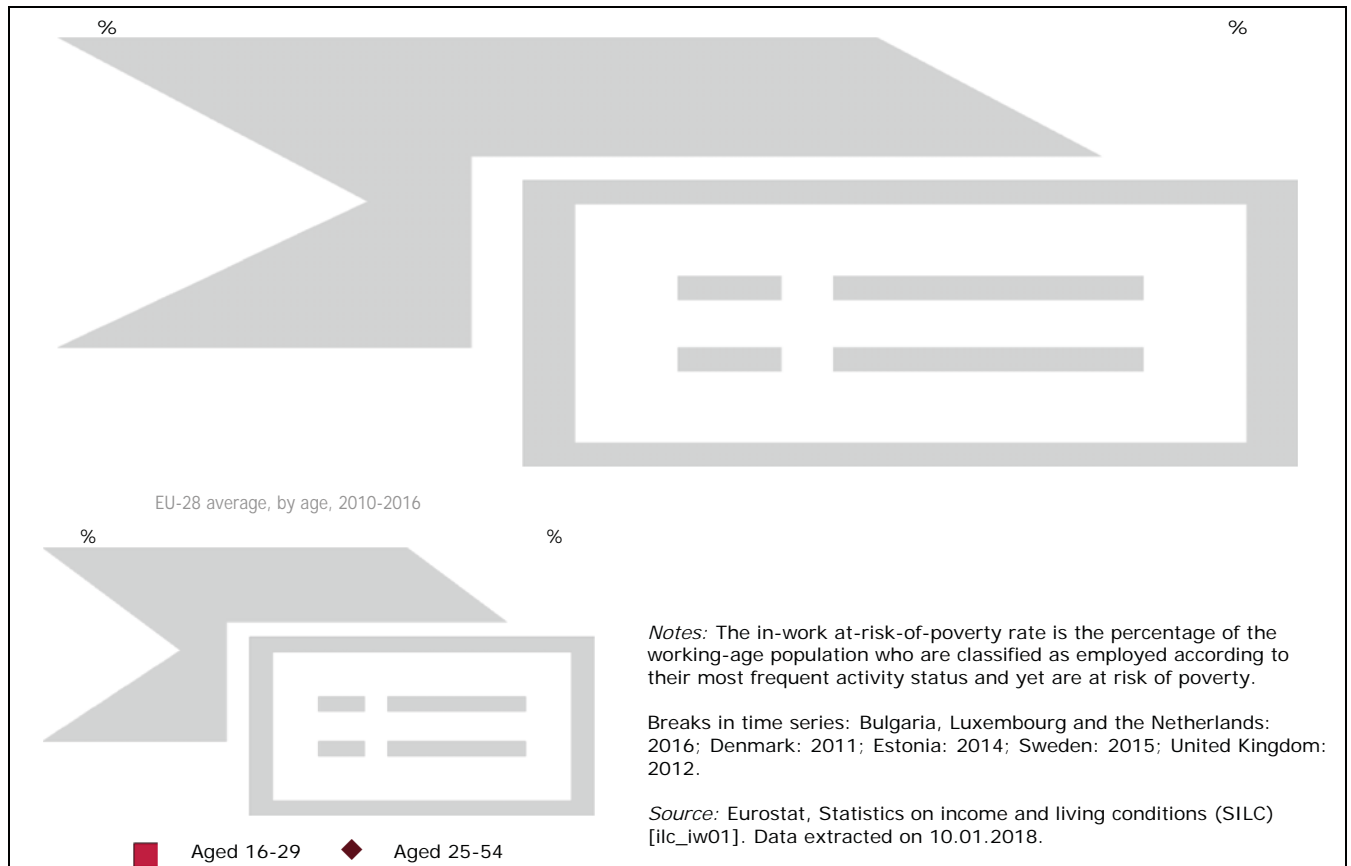 % %
EU-28 average, by age, 2010-2016
% %
Notes: The in-work at-risk-of-poverty rate is the percentage of the
working-age population who are classified as employed according to
their most frequent activity status and yet are at risk of poverty.
Breaks in time series: Bulgaria, Luxembourg and the Netherlands:
2016; Denmark: 2011; Estonia: 2014; Sweden: 2015; United Kingdom:
2012.
Source: Eurostat, Statistics on income and living conditions (SILC)
[ilc_iw01]. Data extracted on 10.01.2018.
Aged 16-29 Aged 25-54